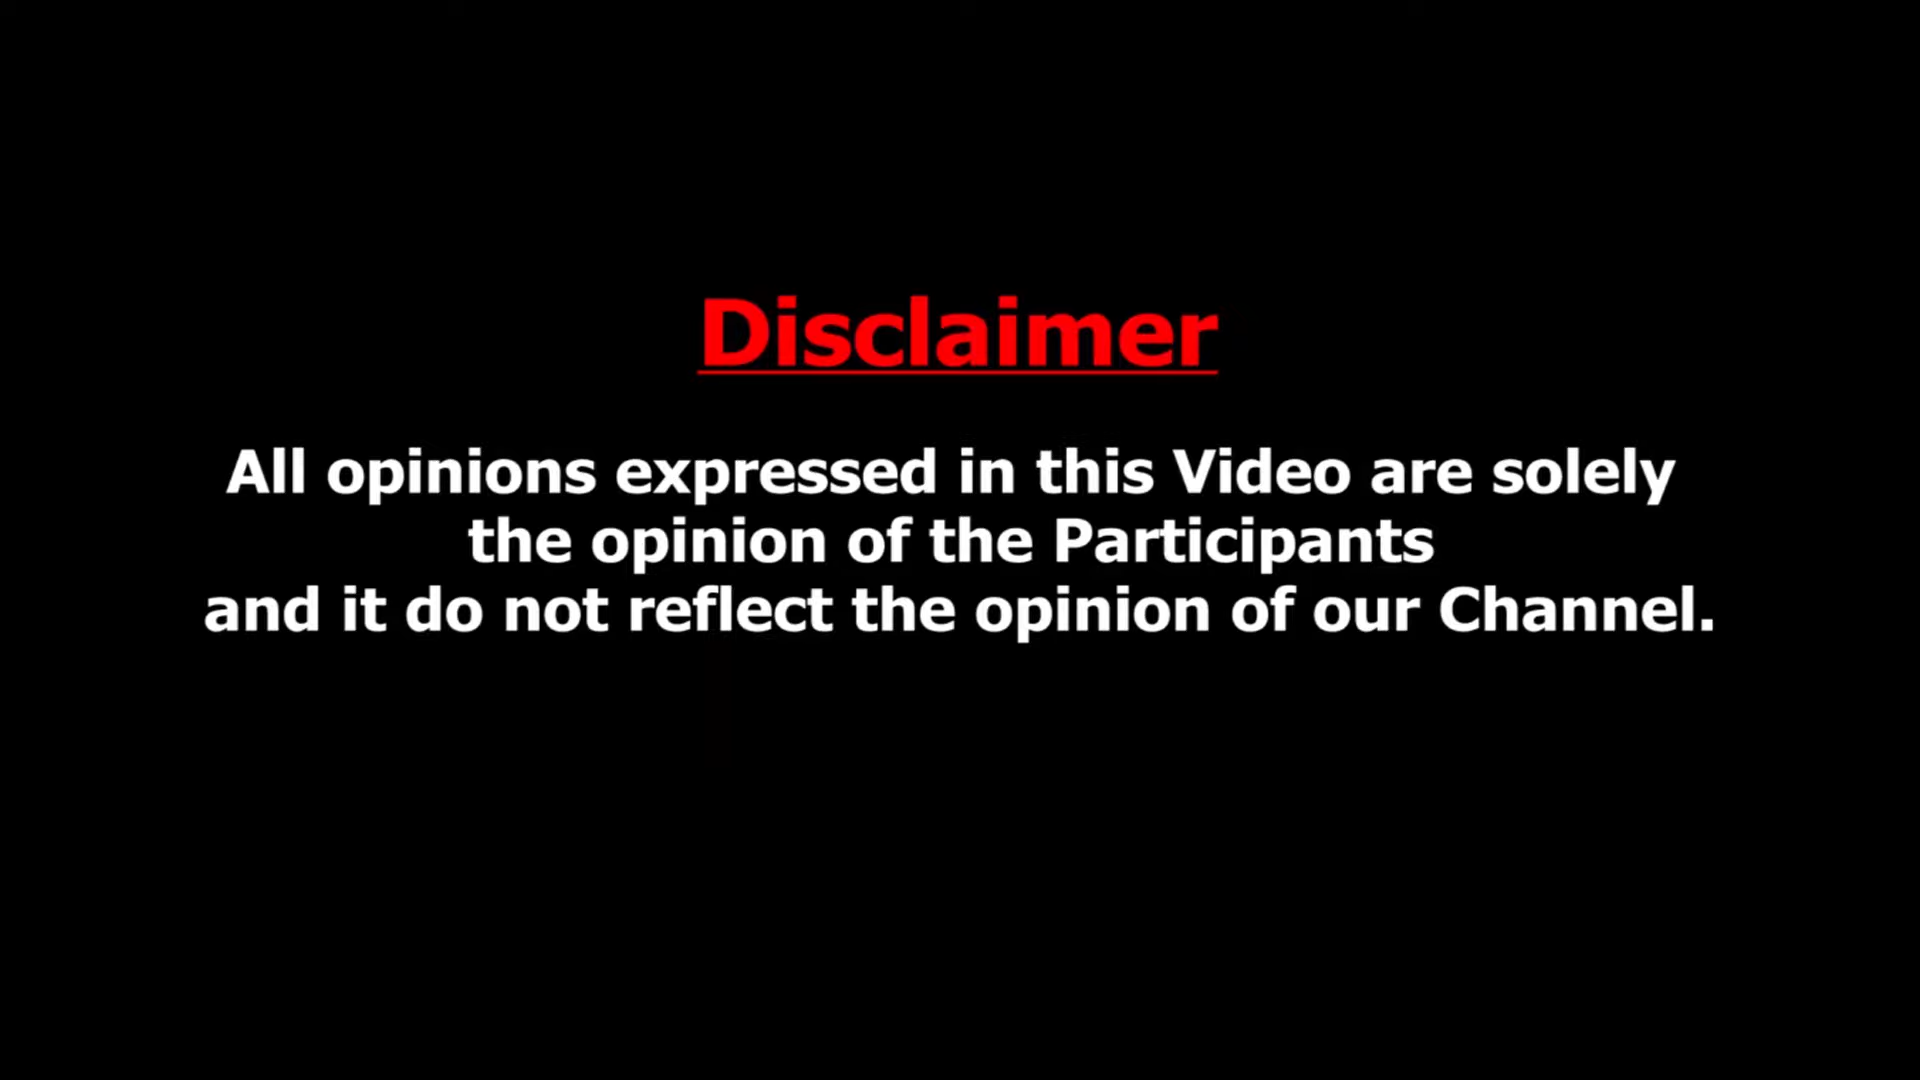 Disclaimer
All opinions expressed in this Video are solely
the opinion of the Participants
and it do not reflect the opinion of our Channel.